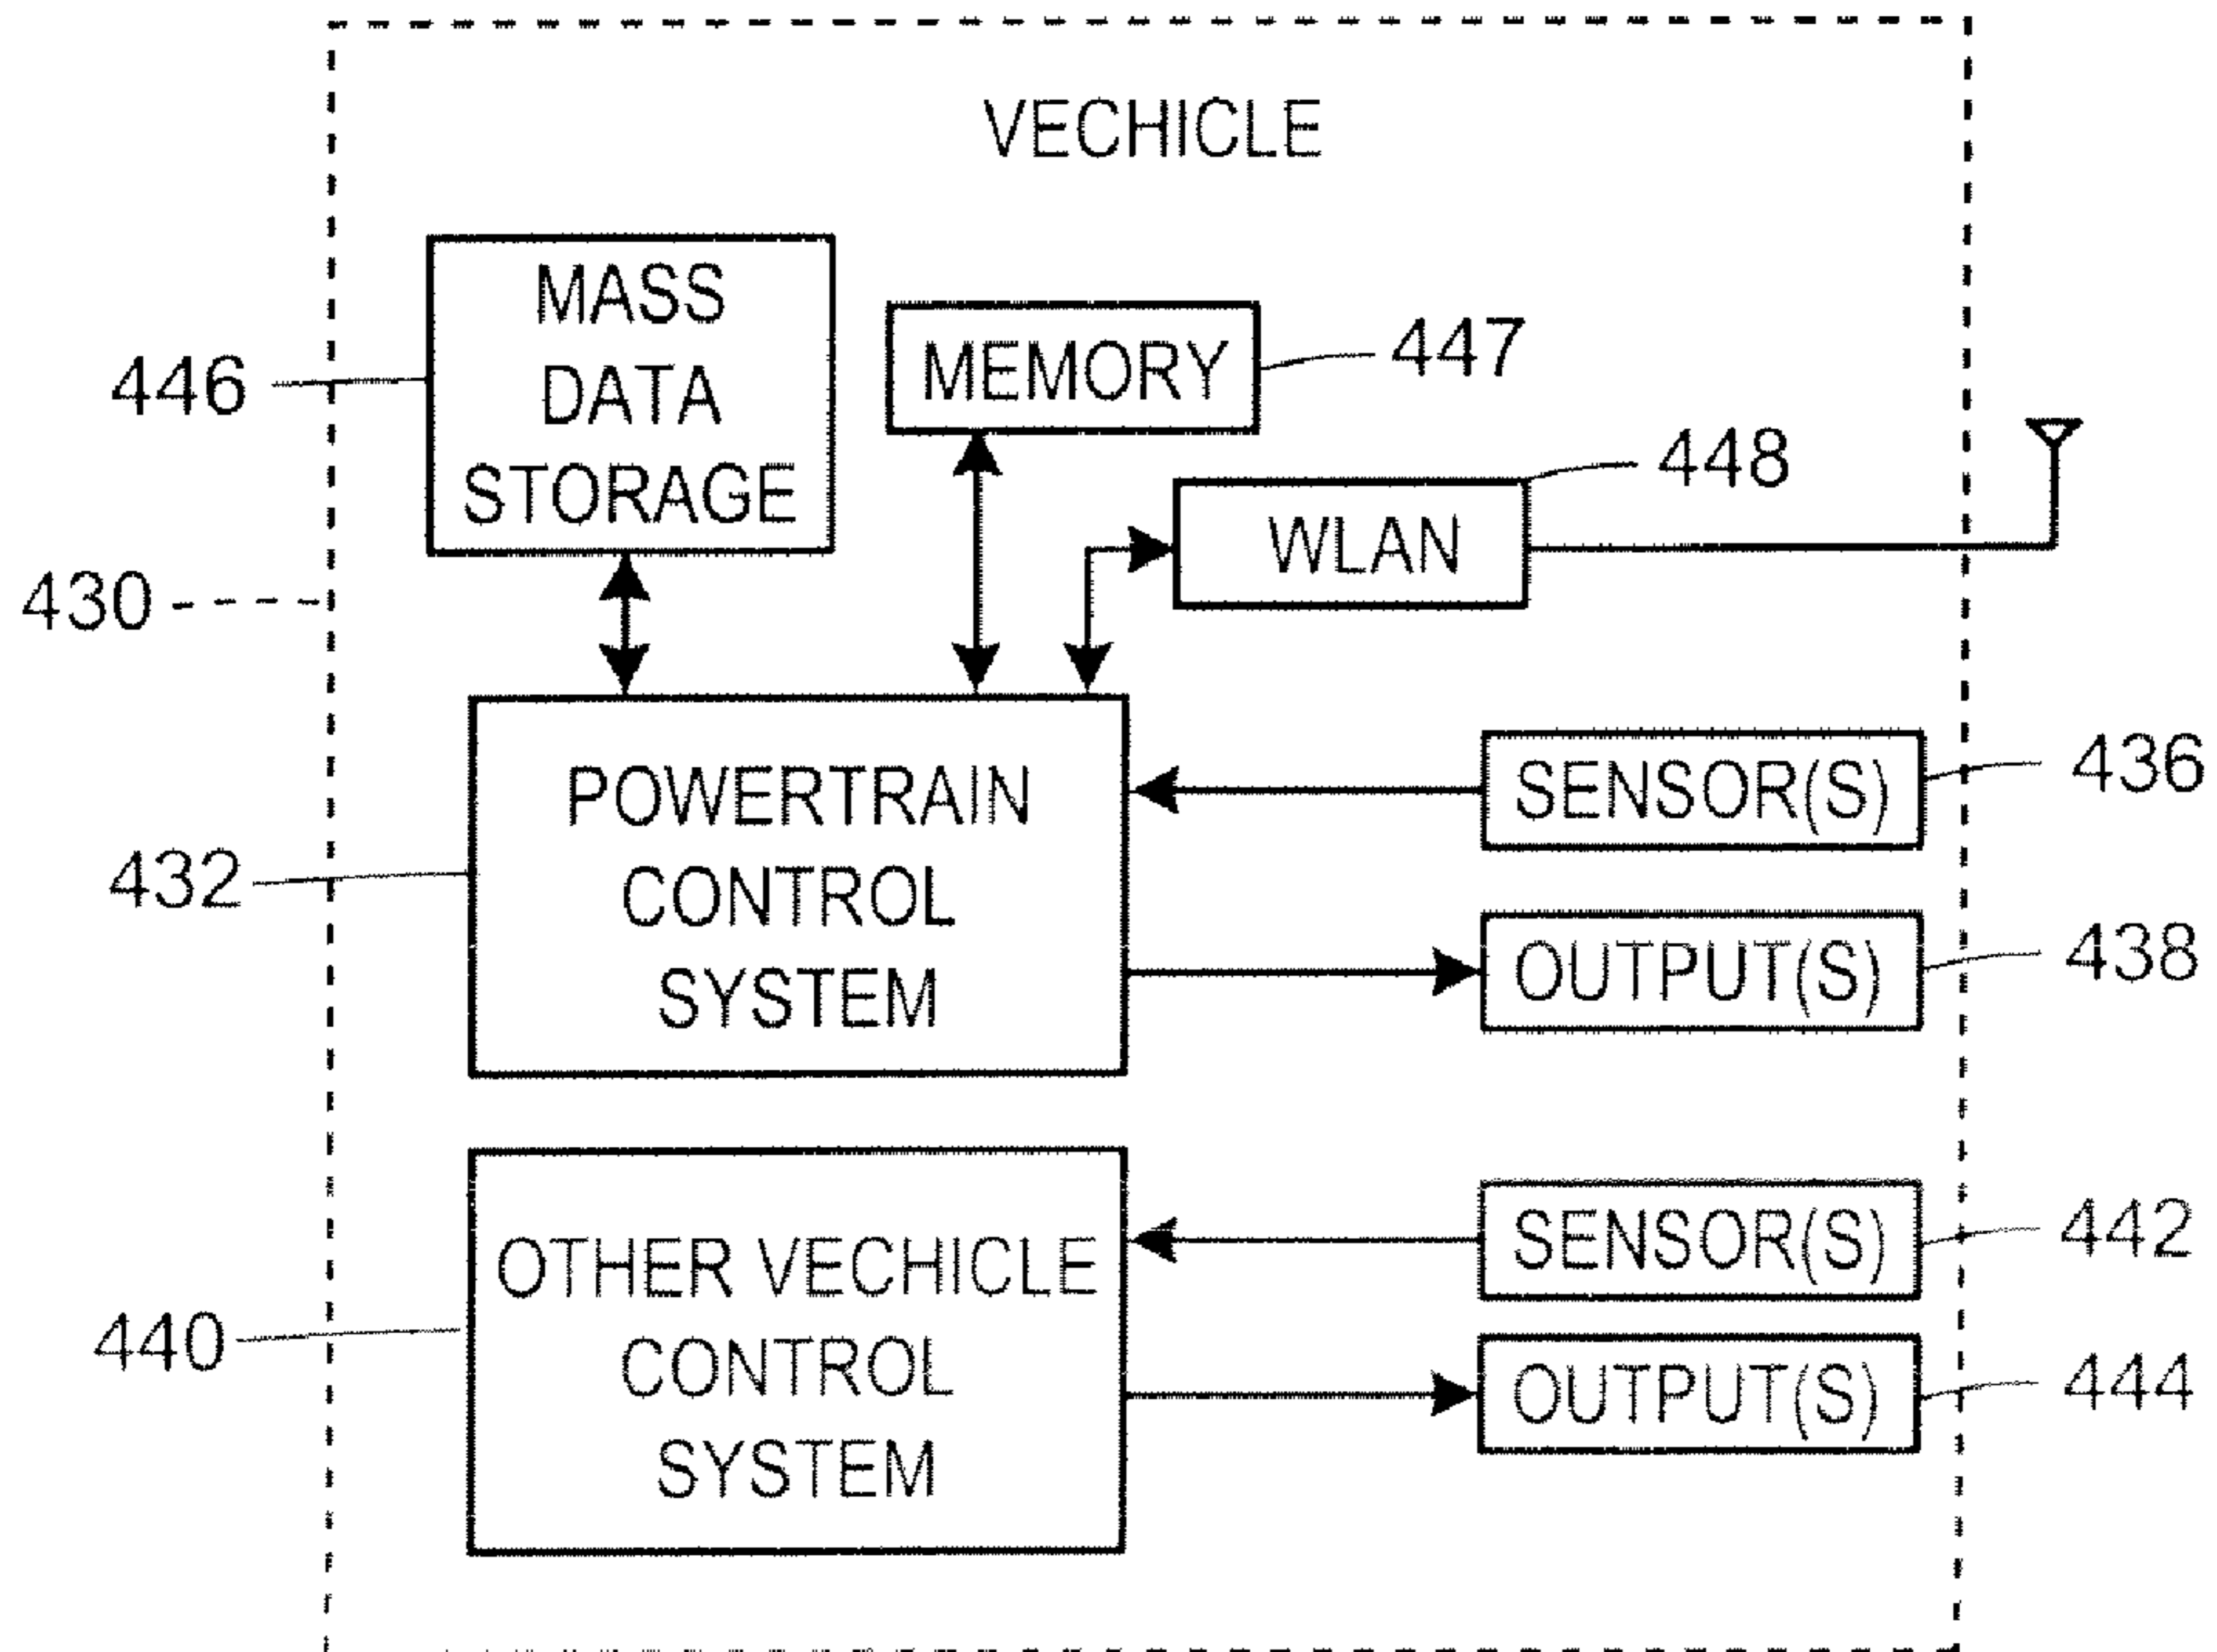 VECHICLE
MASS
DATA
STORAGE
446
MEMORY
447
448
WLAN
430
POWERTRAIN
CONTROL
SYSTEM
432
SENSOR(S)
436
OUTPUT(S)
438
OTHER VECHICLE
CONTROL
SYSTEM
440
SENSOR(S)
442
OUTPUT(S)
444